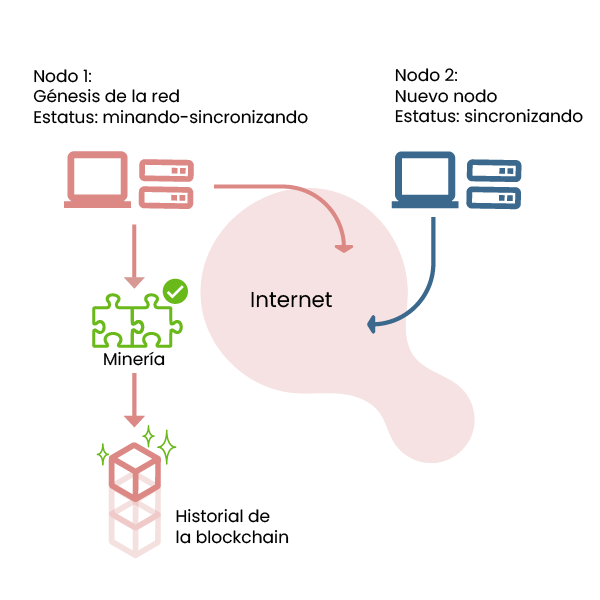 Nodo 1:
Génesis de la red
Estatus: minando-sincronizando
Nodo 2:
Nuevo nodo
Estatus: sincronizando
Internet
Minería
Historial de
la blockchain